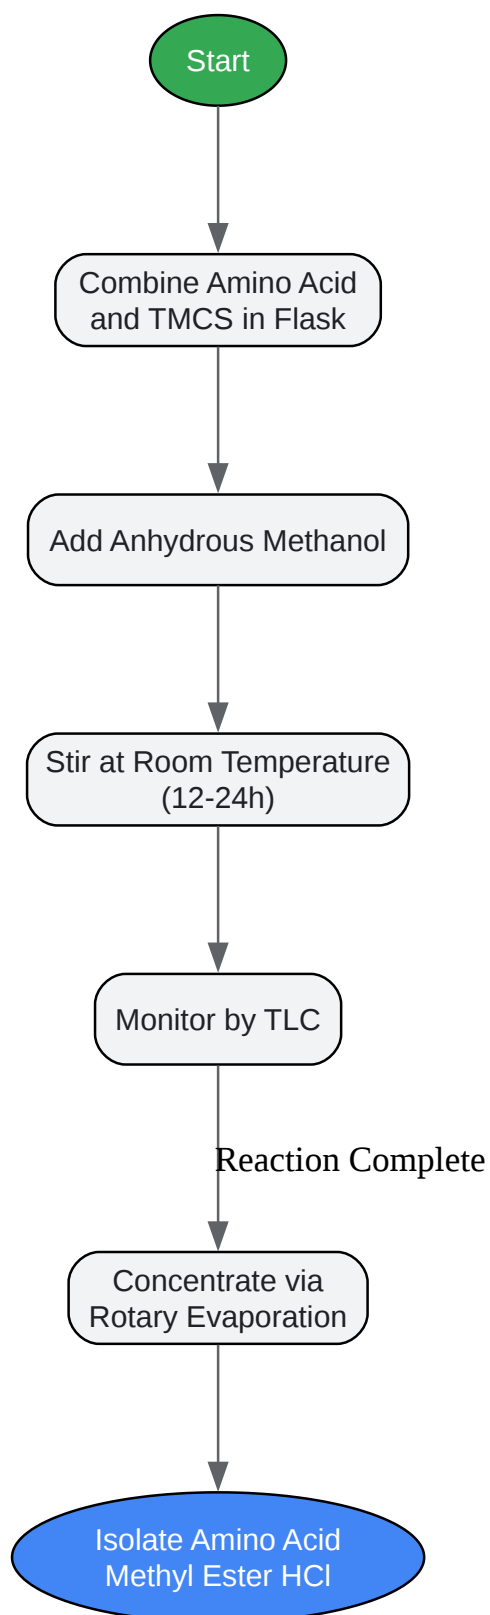 Start
Combine Amino Acid
and TMCS in Flask
Add Anhydrous Methanol
Stir at Room Temperature
(12-24h)
Monitor by TLC
Reaction Complete
Concentrate via
Rotary Evaporation
Isolate Amino Acid
Methyl Ester HCl